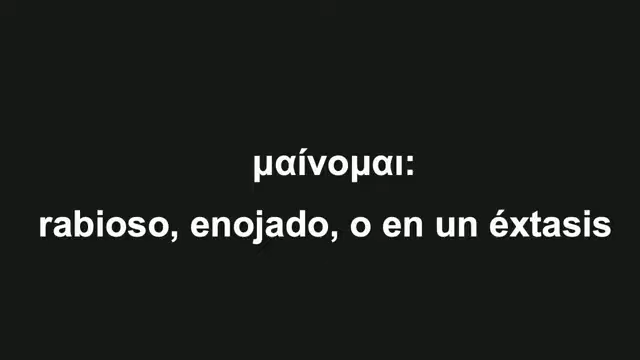 μαίνομαι:
rabioso, enojado, o en un éxtasis